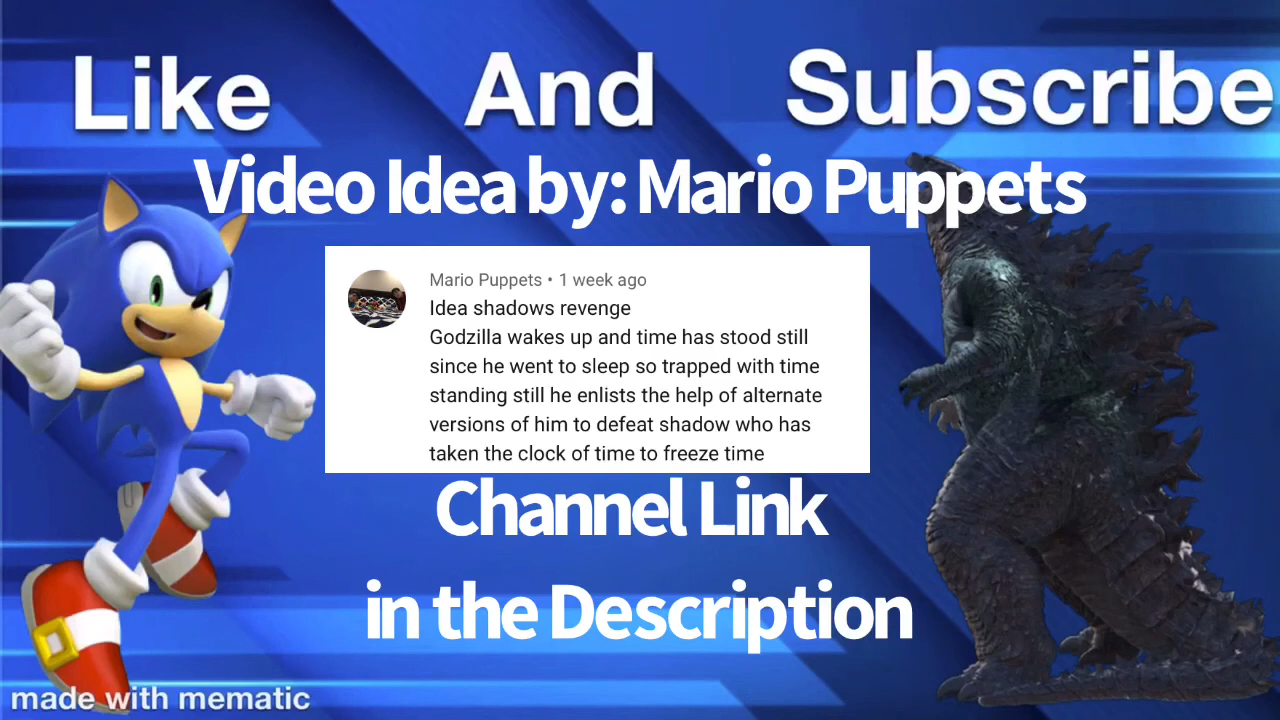 Like And Subscribe
Video Idea by: Mario Puppets
Mario Puppets • 1 week ago
Idea shadows revenge
Godzilla wakes up and time has stood still
since he went to sleep so trapped with time
standing still he enlists the help of alternate
versions of him to defeat shadow who has
taken the clock of time to freeze time
Channel Link
in the Description
made with mematic